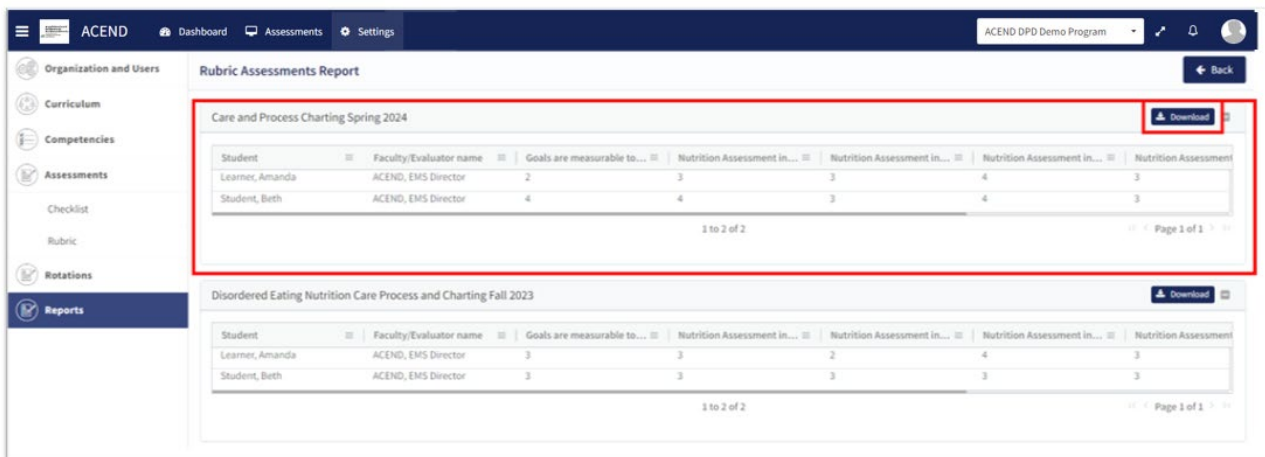 ACEND Dashboard Assessments Settings ACEND DPD Demo Program
Organization and Users
Curriculum
Competencies
Assessments
Checklist
Rubric
Rotations
Reports
Rubric Assessments Report Back
Care and Process Charting Spring 2024 Download
Student Faculty/Evaluator name Goals are measurable to... Nutrition Assessment in... Nutrition Assessment in... Nutrition Assessment in... Nutrition Assessment
Learner, Amanda ACEND, EMS Director 2 3 3 4 3
Student, Beth ACEND, EMS Director 4 4 3 4 3
1 to 2 of 2 Page 1 of 1
Disordered Eating Nutrition Care Process and Charting Fall 2023 Download
Student Faculty/Evaluator name Goals are measurable to... Nutrition Assessment in... Nutrition Assessment in... Nutrition Assessment in... Nutrition Assessment
Learner, Amanda ACEND, EMS Director 3 3 2 4 3
Student, Beth ACEND, EMS Director 3 3 3 3 3
1 to 2 of 2 Page 1 of 1